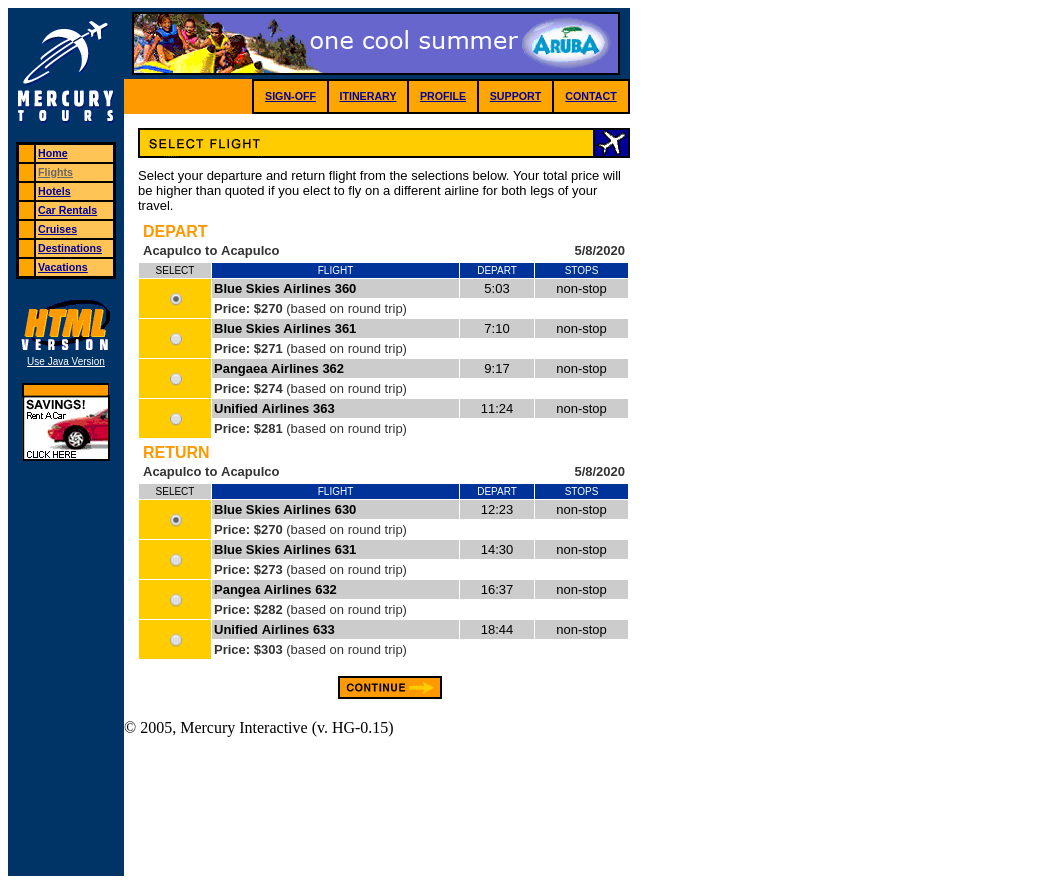 one cool summer ARUBA
MERCURY
TOURS
SIGN-OFF ITINERARY PROFILE SUPPORT CONTACT
Home
Flights
Hotels
Car Rentals
Cruises
Destinations
Vacations
HTML
VERSION
Use Java Version
SAVINGS!
Rent A Car
CLICK HERE
SELECT FLIGHT
Select your departure and return flight from the selections below. Your total price will
be higher than quoted if you elect to fly on a different airline for both legs of your
travel.
DEPART
Acapulco to Acapulco 5/8/2020
SELECT FLIGHT DEPART STOPS
Blue Skies Airlines 360 5:03 non-stop
Price: $270 (based on round trip)
Blue Skies Airlines 361 7:10 non-stop
Price: $271 (based on round trip)
Pangaea Airlines 362 9:17 non-stop
Price: $274 (based on round trip)
Unified Airlines 363 11:24 non-stop
Price: $281 (based on round trip)
RETURN
Acapulco to Acapulco 5/8/2020
SELECT FLIGHT DEPART STOPS
Blue Skies Airlines 630 12:23 non-stop
Price: $270 (based on round trip)
Blue Skies Airlines 631 14:30 non-stop
Price: $273 (based on round trip)
Pangea Airlines 632 16:37 non-stop
Price: $282 (based on round trip)
Unified Airlines 633 18:44 non-stop
Price: $303 (based on round trip)
CONTINUE
© 2005, Mercury Interactive (v. HG-0.15)